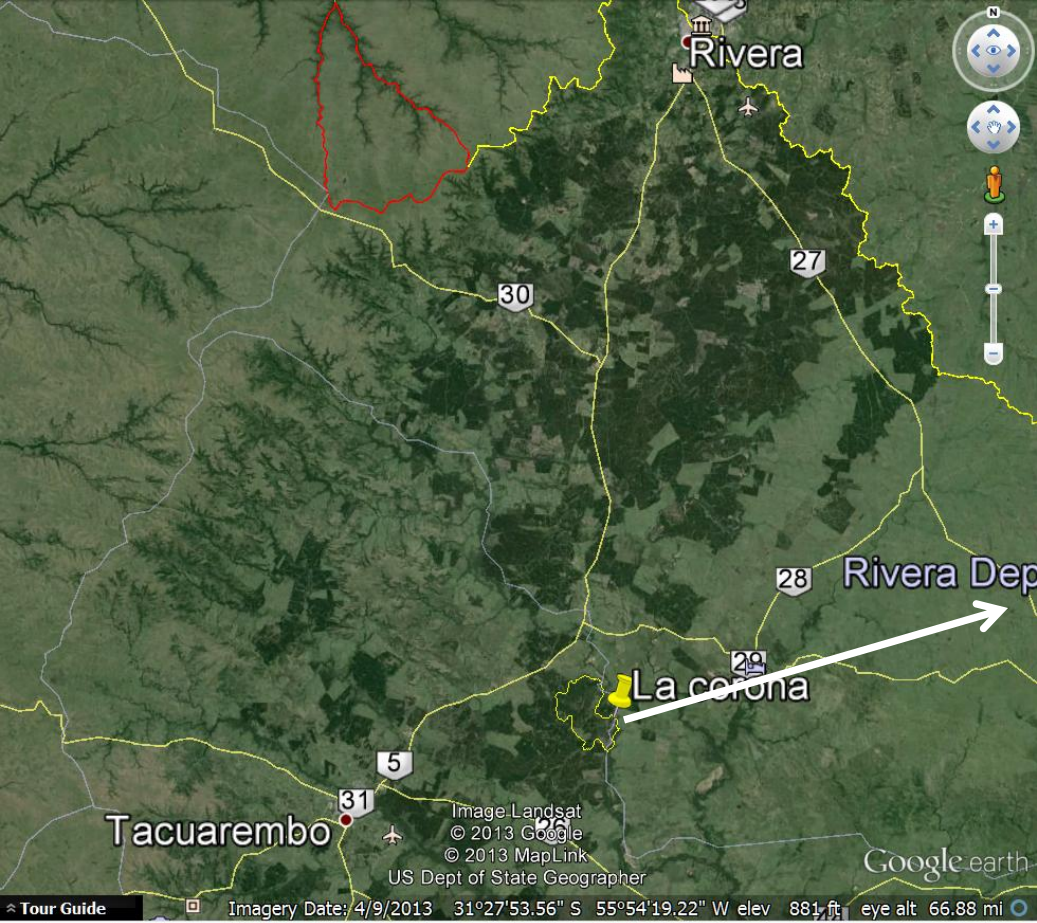 N
Rivera
27
30
28
Rivera Dep
29
La corona
5
31
26
Tacuarembo
Image Landsat
© 2013 Google
© 2013 MapLink
US Dept of State Geographer
Google earth
Tour Guide
Imagery Date: 4/9/2013 31°27'53.56" S 55°54'19.22" W elev 881 ft eye alt 66.88 mi